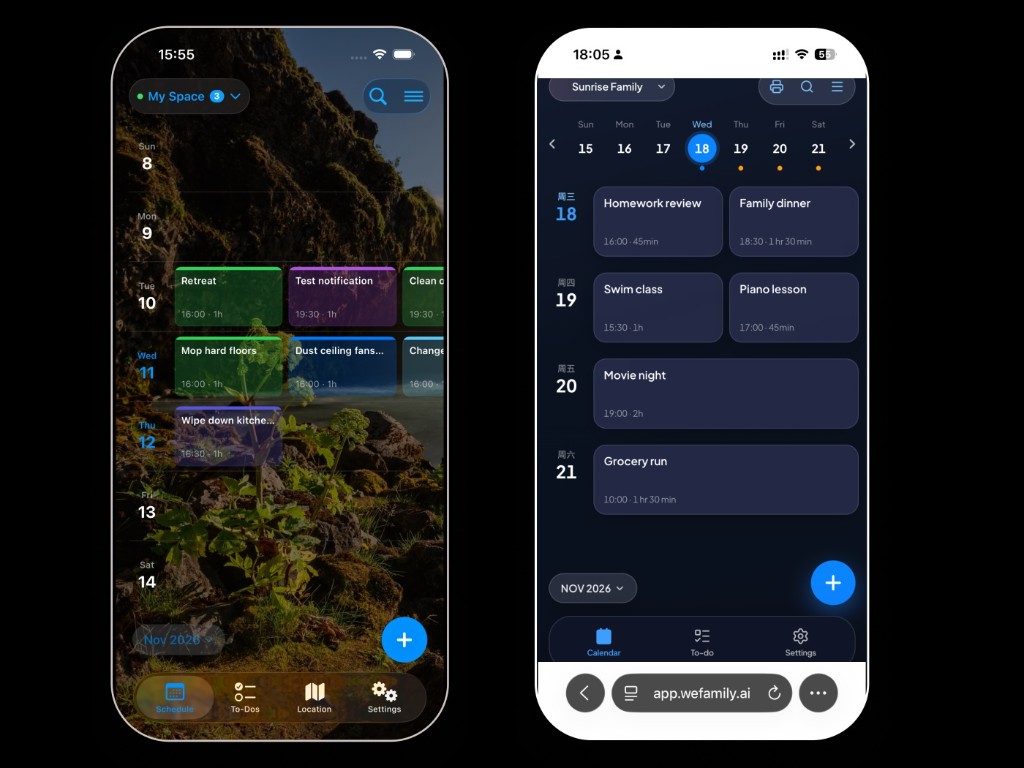 15:55
My Space 3
Sun
8
Mon
9
Tue
10
Retreat
16:00 - 1h
Test notification
19:30 - 1h
Clean
19:30 -
Wed
11
Mop hard floors
16:00 - 1h
Dust ceiling fans...
16:00 - 1h
Change
16:00 -
Thu
12
Wipe down kitche...
16:30 - 1h
Fri
13
Sat
14
Nov 2026
Schedule
To-Dos
Location
Settings
18:05
55
Sunrise Family
Sun Mon Tue Wed Thu Fri Sat
15 16 17 18 19 20 21
周三
18
Homework review
16:00 · 45min
Family dinner
18:30 · 1 hr 30 min
周四
19
Swim class
15:30 · 1h
Piano lesson
17:00 · 45min
周五
20
Movie night
19:00 · 2h
周六
21
Grocery run
10:00 · 1 hr 30 min
NOV 2026
Calendar
To-do
Settings
app.wefamily.ai